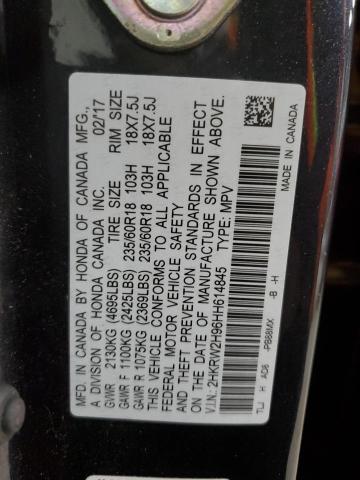 MFD. IN CANADA BY HONDA OF CANADA MFG.,
A DIVISION OF HONDA CANADA INC. 02/17
GVWR 2130KG (4695LBS) TIRE SIZE RIM SIZE
GAWR F 1100KG (2425LBS) 235/60R18 103H 18X7.5J
GAWR R 1075KG (2369LBS) 235/60R18 103H 18X7.5J
THIS VEHICLE CONFORMS TO ALL APPLICABLE
FEDERAL MOTOR VEHICLE SAFETY
AND THEFT PREVENTION STANDARDS IN EFFECT
ON THE DATE OF MANUFACTURE SHOWN ABOVE.
V.I.N.: 2HKRW2H96HH614845 TYPE: MPV
TLJ H AD6 -PB88MX -B -H
MADE IN CANADA